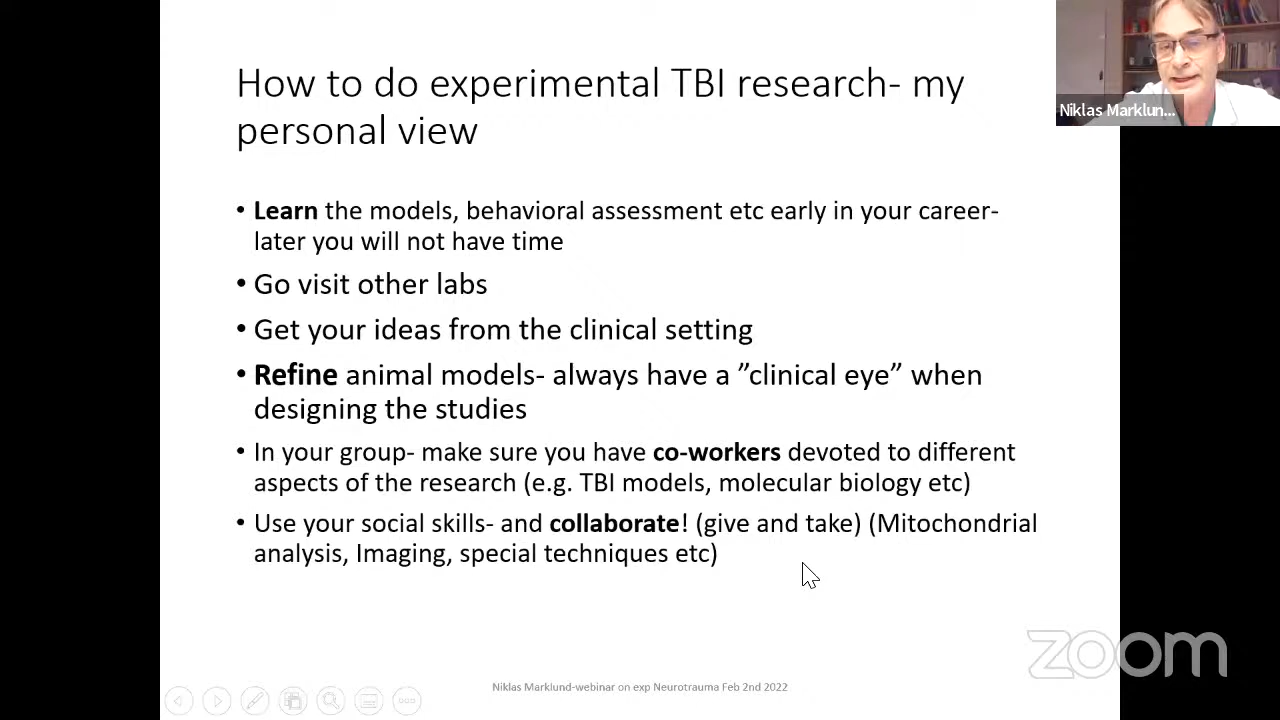 How to do experimental TBI research- my
personal view
• Learn the models, behavioral assessment etc early in your career-
later you will not have time
• Go visit other labs
• Get your ideas from the clinical setting
• Refine animal models- always have a ”clinical eye” when
designing the studies
• In your group- make sure you have co-workers devoted to different
aspects of the research (e.g. TBI models, molecular biology etc)
• Use your social skills- and collaborate! (give and take) (Mitochondrial
analysis, Imaging, special techniques etc)
Niklas Marklund-webinar on exp Neurotrauma Feb 2nd 2022
Niklas Marklun...
zoom